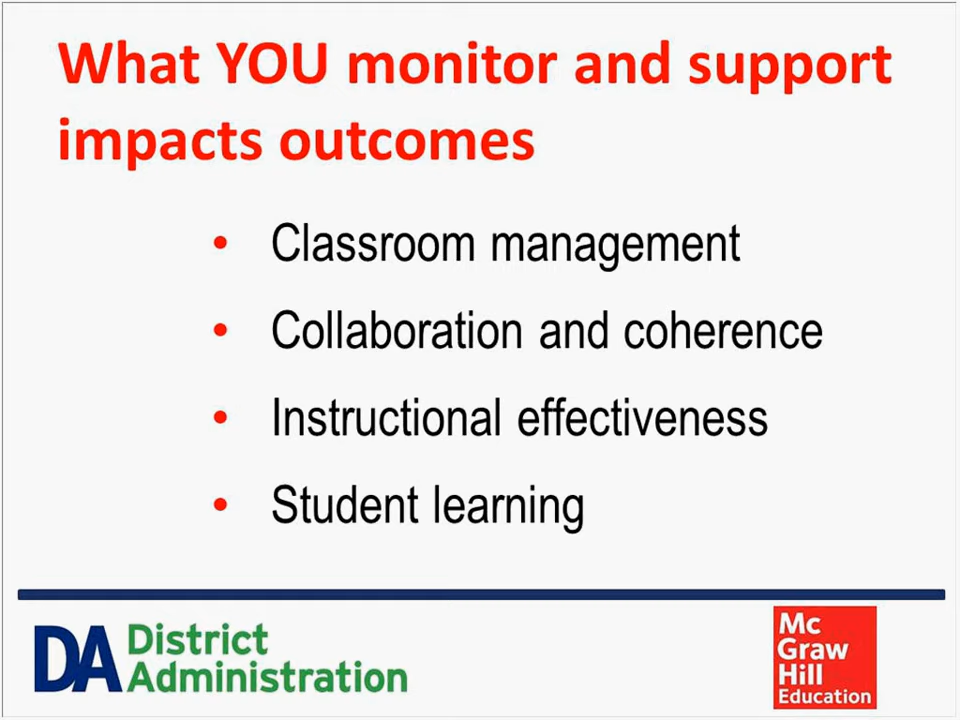 What YOU monitor and support
impacts outcomes
• Classroom management
• Collaboration and coherence
• Instructional effectiveness
• Student learning
DA District
Administration
Mc
Graw
Hill
Education